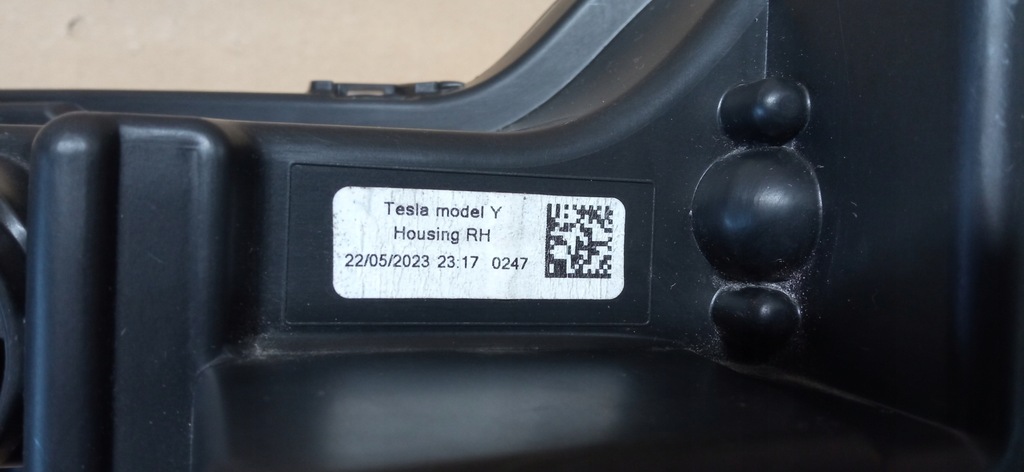 Tesla model Y
Housing RH
22/05/2023 23:17 0247